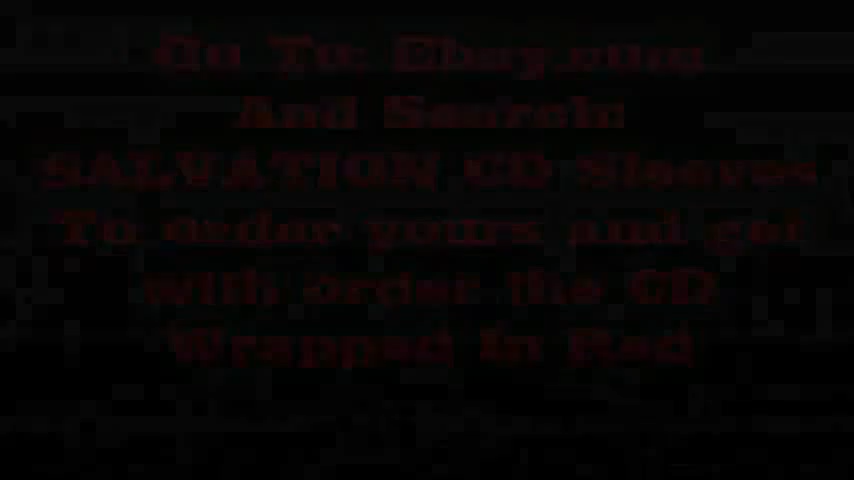 Go To: Ebay.com
And Search
SALVATION CD Sleeves
To order yours and get
with order the CD
Wrapped In Red